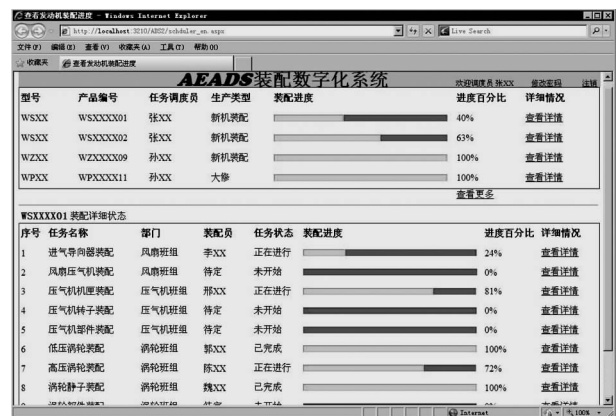 查看发动机装配进度 - Windows Internet Explorer
http://localhost:3210/ADS2/schduler_en.aspx Live Search
文件(F) 编辑(E) 查看(V) 收藏夹(A) 工具(T) 帮助(H)
收藏夹 查看发动机装配进度
AEADS装配数字化系统 欢迎调度员 张XX 修改密码 注销
型号 产品编号 任务调度员 生产类型 装配进度 进度百分比 详细情况
WSXX WSXXXX01 张XX 新机装配 40% 查看详情
WSXX WSXXXX02 张XX 新机装配 63% 查看详情
WZXX WZXXXX09 孙XX 新机装配 100% 查看详情
WPXX WPXXXX11 孙XX 大修 100% 查看详情
查看更多
WSXXXX01 装配详细状态
序号 任务名称 部门 装配员 任务状态 装配进度 进度百分比 详细情况
1 进气导向器装配 风扇班组 李XX 正在进行 24% 查看详情
2 风扇压气机装配 风扇班组 待定 未开始 0% 查看详情
3 压气机机匣装配 压气机班组 邢XX 正在进行 81% 查看详情
4 压气机转子装配 压气机班组 待定 未开始 0% 查看详情
5 压气机部件装配 压气机班组 待定 未开始 0% 查看详情
6 低压涡轮装配 涡轮班组 郭XX 已完成 100% 查看详情
7 高压涡轮装配 涡轮班组 陈XX 正在进行 72% 查看详情
8 涡轮静子装配 涡轮班组 魏XX 已完成 100% 查看详情
Internet 100%